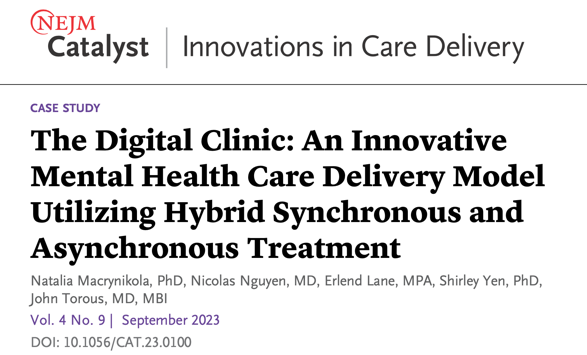 NEJM
Catalyst
Innovations in Care Delivery
CASE STUDY
The Digital Clinic: An Innovative
Mental Health Care Delivery Model
Utilizing Hybrid Synchronous and
Asynchronous Treatment
Natalia Macrynikola, PhD, Nicolas Nguyen, MD, Erlend Lane, MPA, Shirley Yen, PhD,
John Torous, MD, MBI
Vol. 4 No. 9 | September 2023
DOI: 10.1056/CAT.23.0100